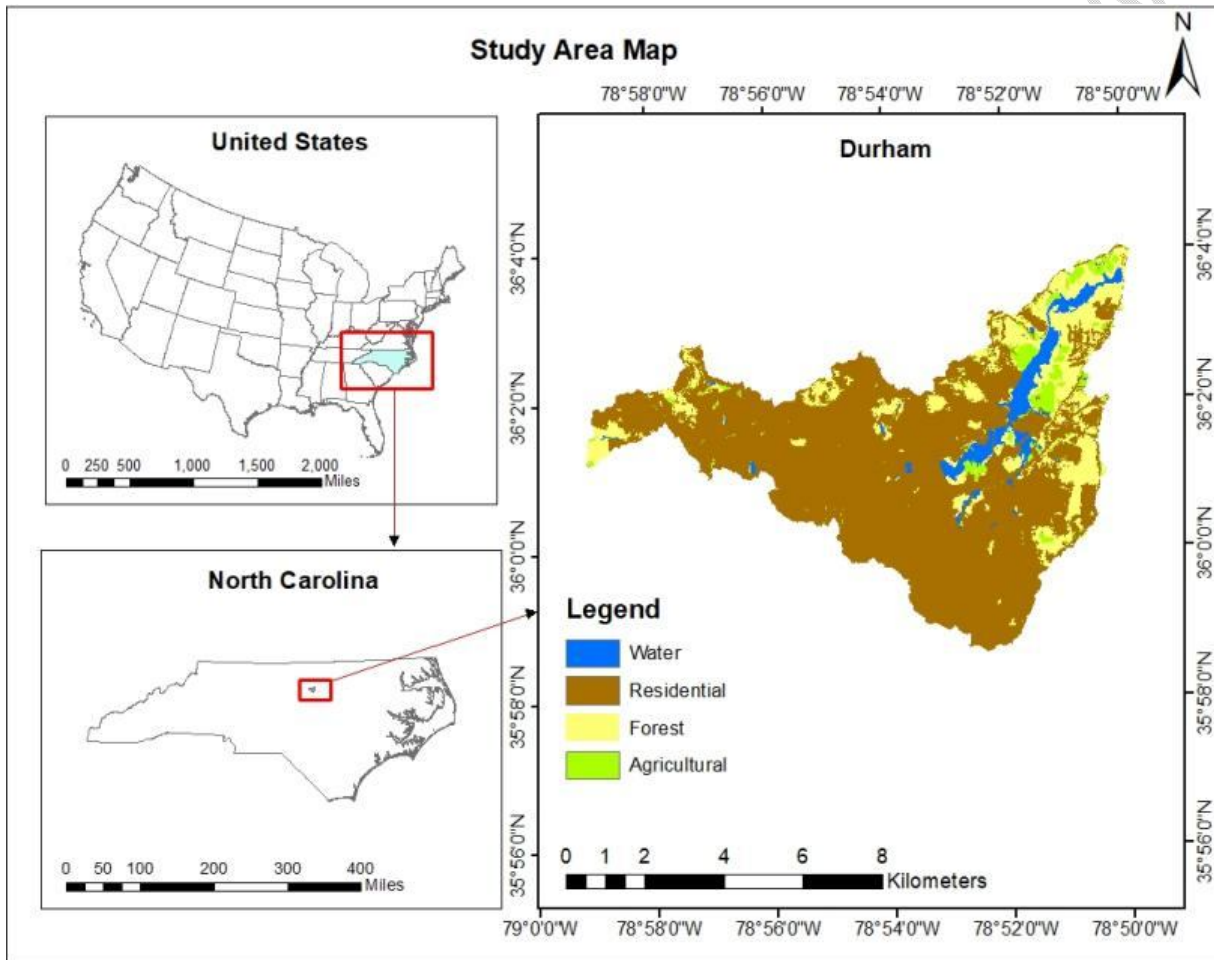 Study Area Map
N
United States
0 250 500 1,000 1,500 2,000
Miles
North Carolina
0 50 100 200 300 400
Miles
78°58'0"W 78°56'0"W 78°54'0"W 78°52'0"W 78°50'0"W
Durham
36°4'0"N
36°2'0"N
36°0'0"N
35°58'0"N
35°56'0"N
36°4'0"N
36°2'0"N
36°0'0"N
35°58'0"N
35°56'0"N
Legend
Water
Residential
Forest
Agricultural
0 1 2 4 6 8
Kilometers
79°0'0"W 78°58'0"W 78°56'0"W 78°54'0"W 78°52'0"W 78°50'0"W